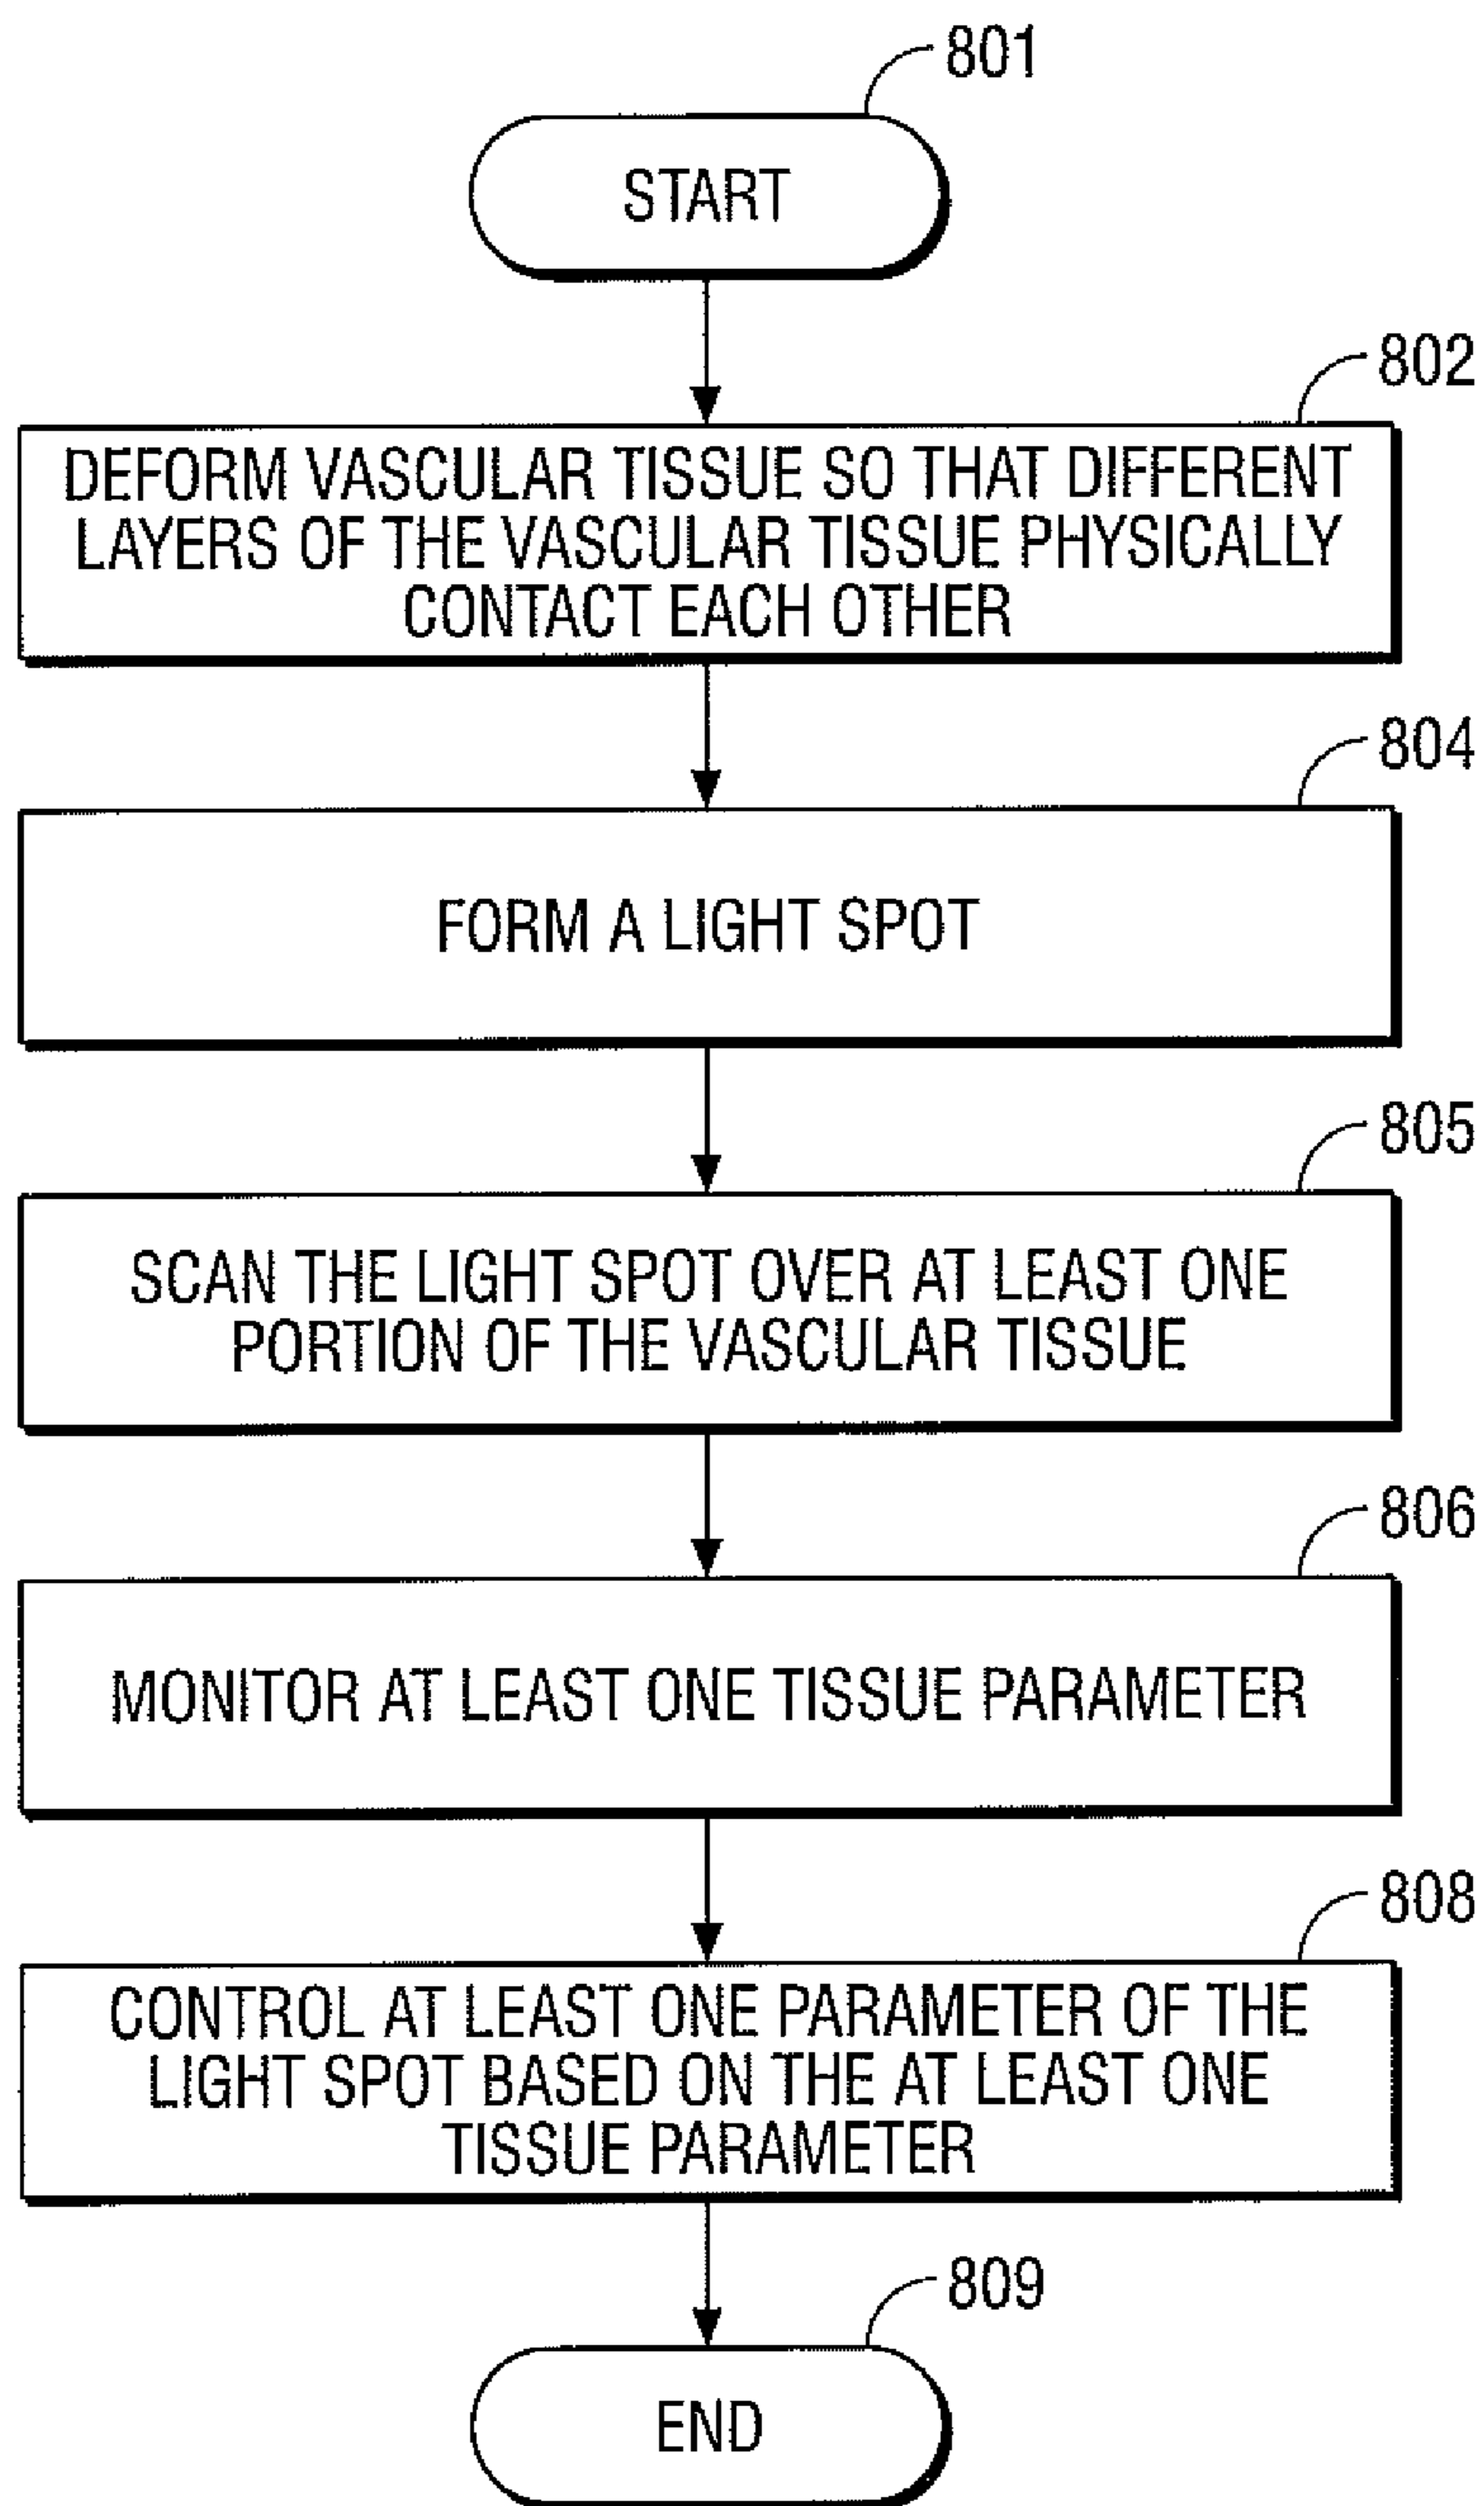 801
START
802
DEFORM VASCULAR TISSUE SO THAT DIFFERENT
LAYERS OF THE VASCULAR TISSUE PHYSICALLY
CONTACT EACH OTHER
804
FORM A LIGHT SPOT
805
SCAN THE LIGHT SPOT OVER AT LEAST ONE
PORTION OF THE VASCULAR TISSUE
806
MONITOR AT LEAST ONE TISSUE PARAMETER
808
CONTROL AT LEAST ONE PARAMETER OF THE
LIGHT SPOT BASED ON THE AT LEAST ONE
TISSUE PARAMETER
809
END